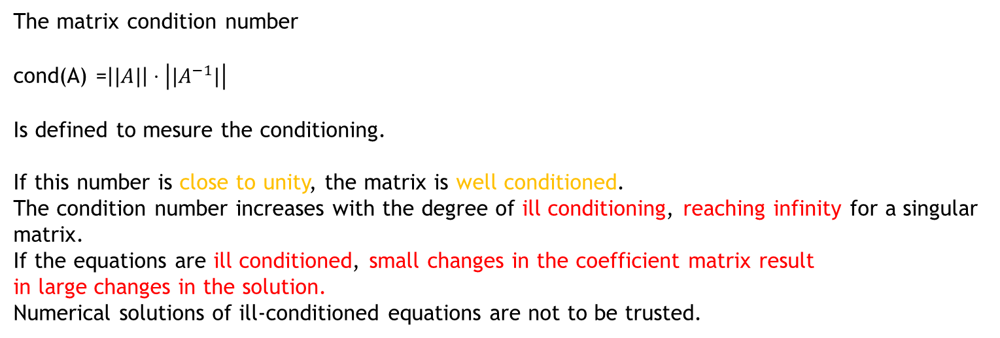 The matrix condition number
cond(A) =||A|| · ||A⁻¹||
Is defined to mesure the conditioning.
If this number is close to unity, the matrix is well conditioned.
The condition number increases with the degree of ill conditioning, reaching infinity for a singular
matrix.
If the equations are ill conditioned, small changes in the coefficient matrix result
in large changes in the solution.
Numerical solutions of ill-conditioned equations are not to be trusted.